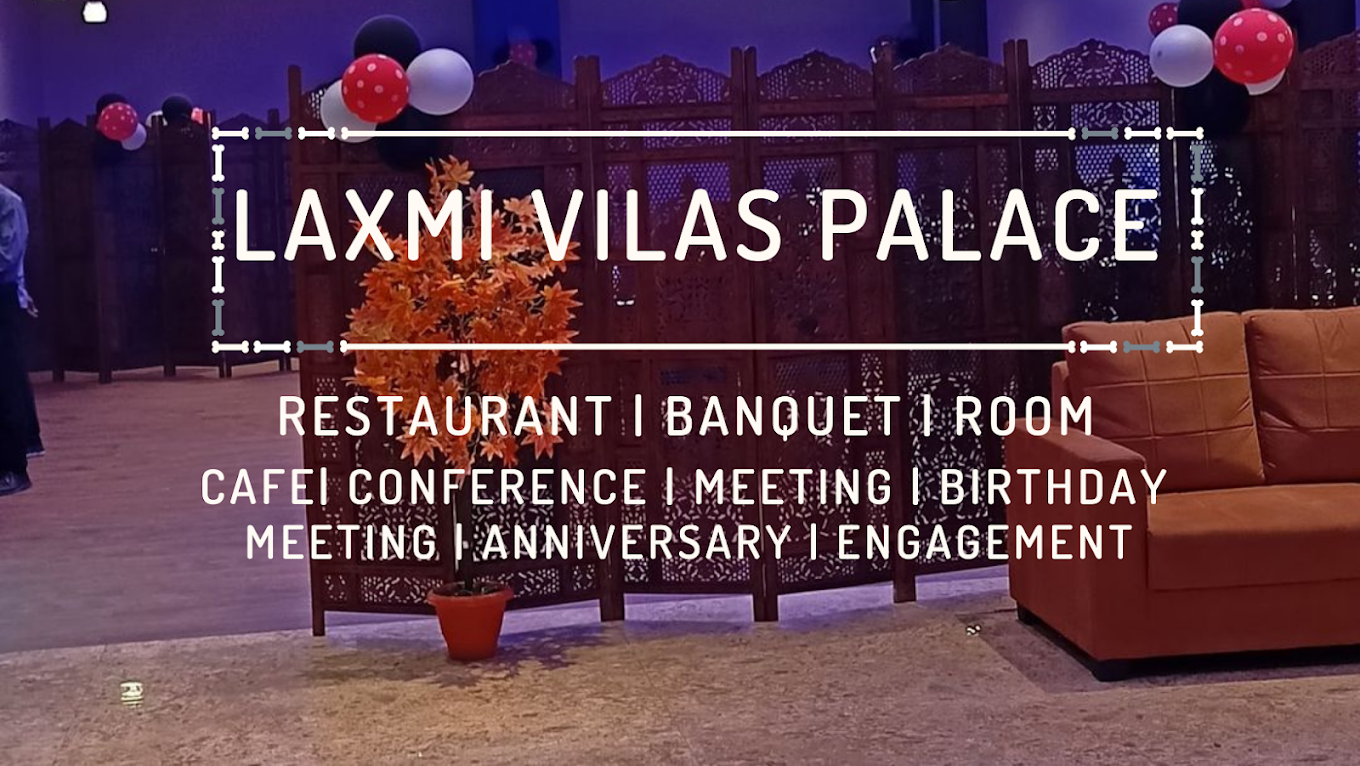 LAXMI VILAS PALACE
RESTAURANT | BANQUET | ROOM
CAFE| CONFERENCE | MEETING | BIRTHDAY
MEETING | ANNIVERSARY | ENGAGEMENT